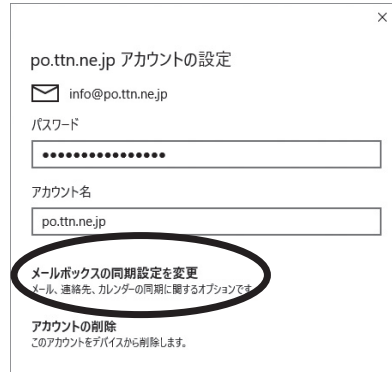 po.ttn.ne.jp アカウントの設定
info@po.ttn.ne.jp
パスワード
●●●●●●●●●●●●●●●●
アカウント名
po.ttn.ne.jp
メールボックスの同期設定を変更
メール、連絡先、カレンダーの同期に関するオプションです
アカウントの削除
このアカウントをデバイスから削除します。